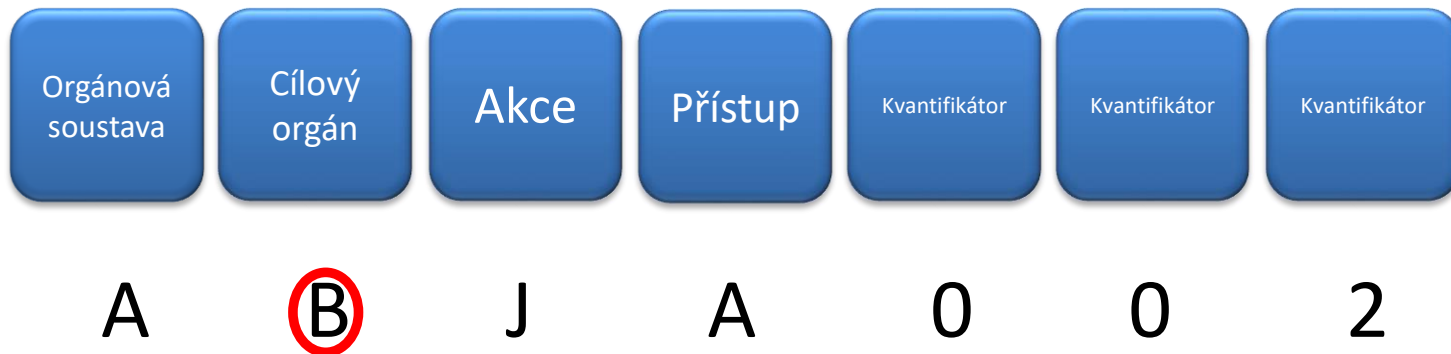 Orgánová
soustava
Cílový
orgán
Akce
Přístup
Kvantifikátor
Kvantifikátor
Kvantifikátor
A B J A 0 0 2